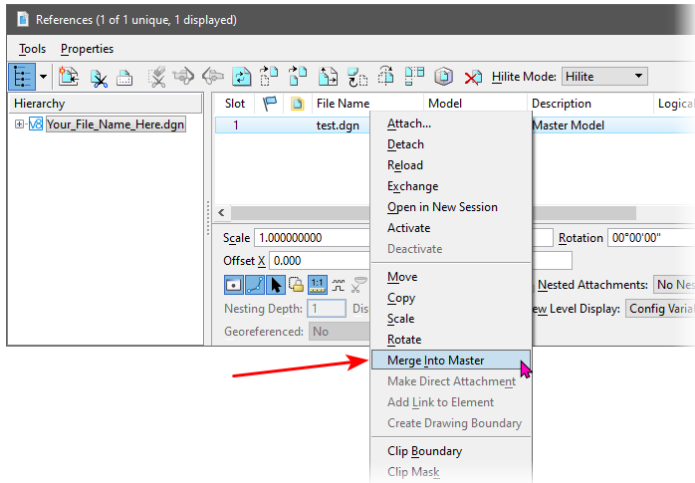 References (1 of 1 unique, 1 displayed)
Tools Properties
Hilite Mode: Hilite
Hierarchy Slot File Name Model Description Logical
Your_File_Name_Here.dgn 1 test.dgn Master Model
Attach...
Detach
Reload
Exchange
Open in New Session
Activate
Deactivate
Move
Copy
Scale
Rotate
Merge Into Master
Make Direct Attachment
Add Link to Element
Create Drawing Boundary
Clip Boundary
Clip Mask
Scale 1.000000000 Rotation 00°00'00"
Offset X 0.000
1:1 Nested Attachments: No Nes
Nesting Depth: 1 Dis ew Level Display: Config Varia
Georeferenced: No